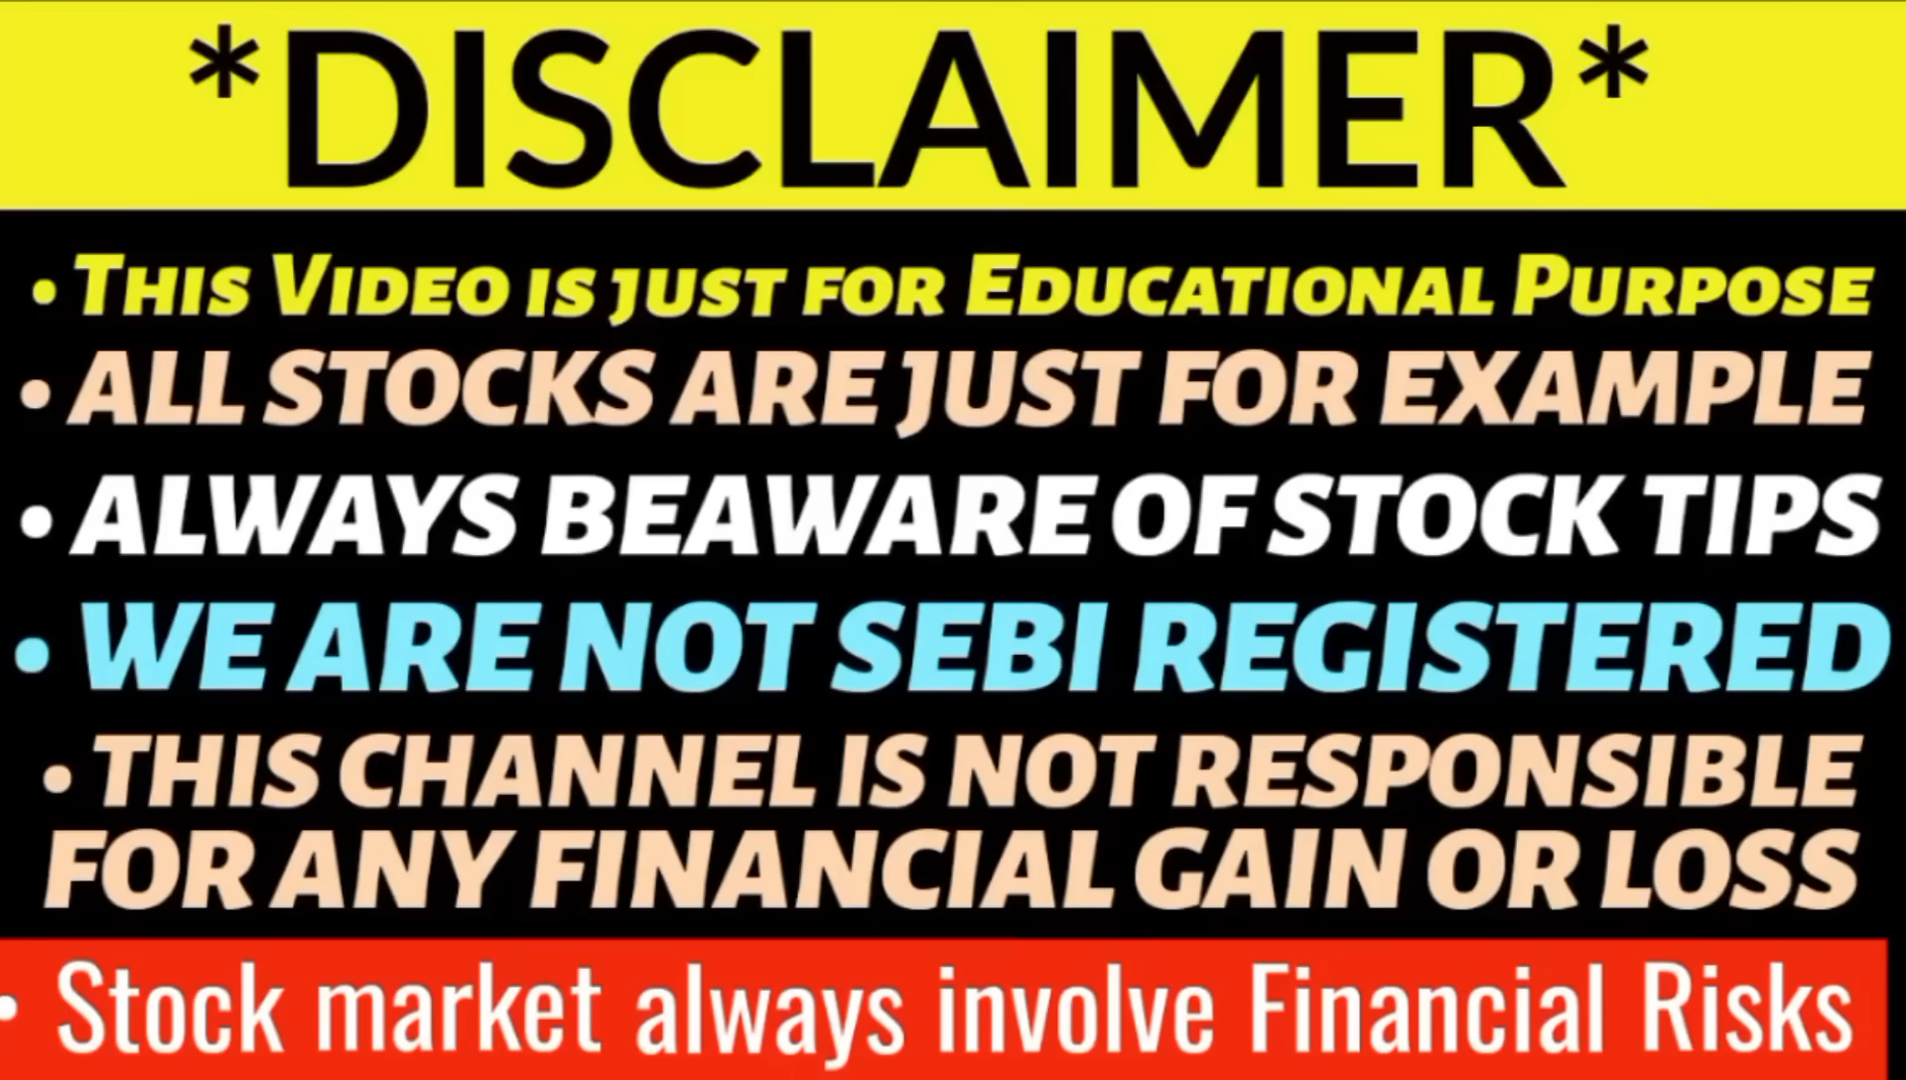 *DISCLAIMER*
• This Video is just for Educational Purpose
• ALL STOCKS ARE JUST FOR EXAMPLE
• ALWAYS BEAWARE OF STOCK TIPS
• WE ARE NOT SEBI REGISTERED
• THIS CHANNEL IS NOT RESPONSIBLE
FOR ANY FINANCIAL GAIN OR LOSS
• Stock market always involve Financial Risks